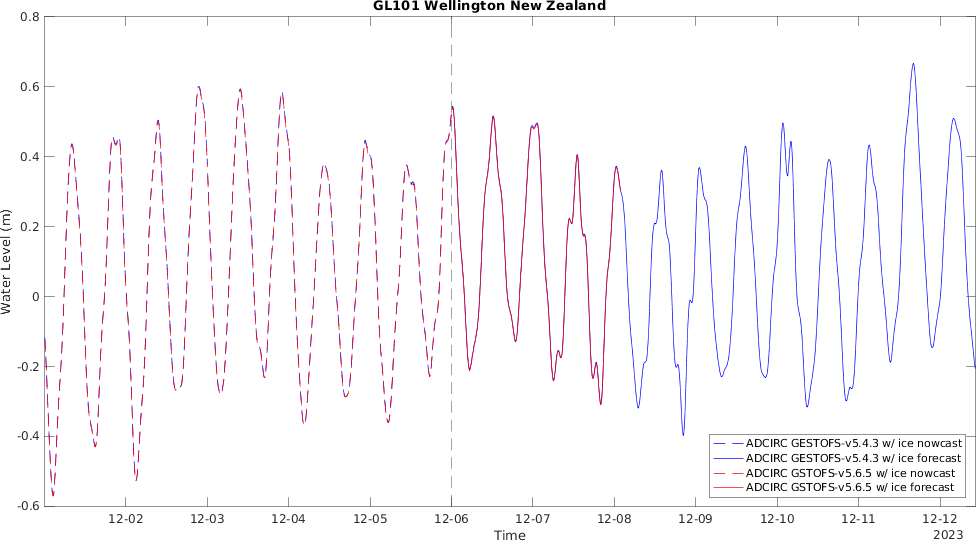 GL101 Wellington New Zealand
0.8
0.6
0.4
0.2
0
-0.2
-0.4
-0.6
Water Level (m)
ADCIRC GESTOFS-v5.4.3 w/ ice nowcast
ADCIRC GESTOFS-v5.4.3 w/ ice forecast
ADCIRC GSTOFS-v5.6.5 w/ ice nowcast
ADCIRC GSTOFS-v5.6.5 w/ ice forecast
12-02 12-03 12-04 12-05 12-06 12-07 12-08 12-09 12-10 12-11 12-12
Time
2023